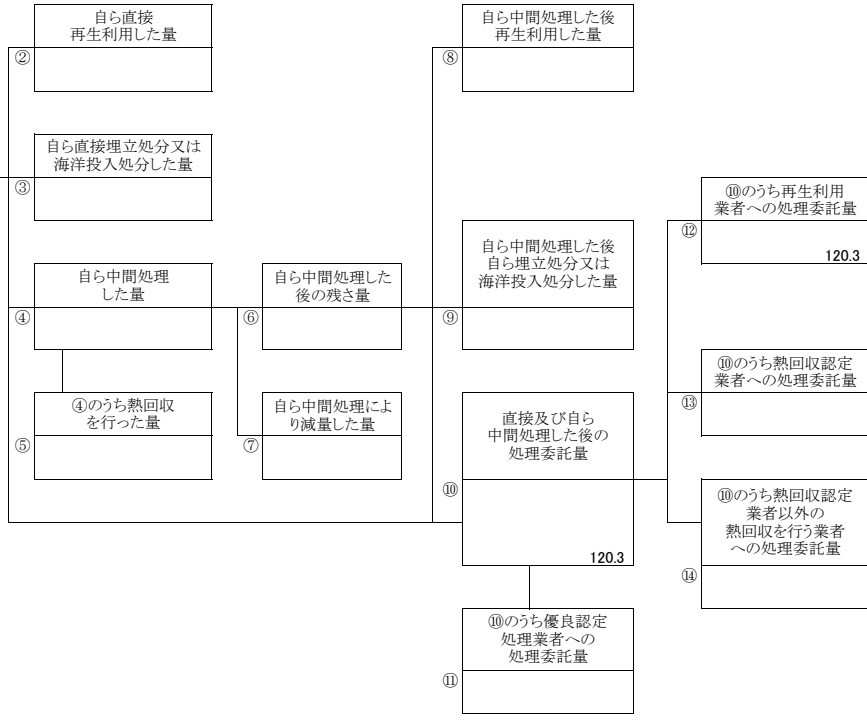 自ら直接
再生利用した量
②
自ら直接埋立処分又は
海洋投入処分した量
③
自ら中間処理
した量
④
④のうち熱回収
を行った量
⑤
自ら中間処理した
後の残さ量
⑥
自ら中間処理によ
り減量した量
⑦
自ら中間処理した後
再生利用した量
⑧
自ら中間処理した後
自ら埋立処分又は
海洋投入処分した量
⑨
直接及び自ら
中間処理した後の
処理委託量
⑩
120.3
⑩のうち優良認定
処理業者への
処理委託量
⑪
⑩のうち再生利用
業者への処理委託量
⑫
120.3
⑩のうち熱回収認定
業者への処理委託量
⑬
⑩のうち熱回収認定
業者以外の
熱回収を行う業者
への処理委託量
⑭